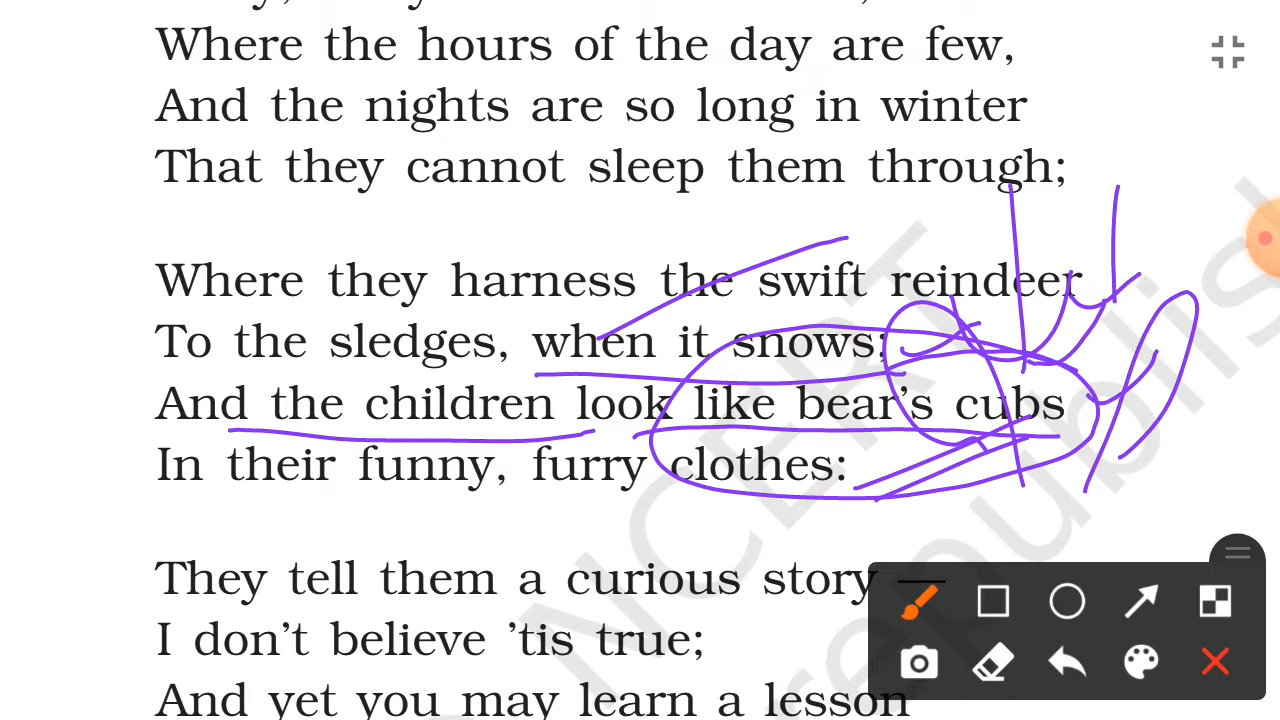 Where the hours of the day are few,
And the nights are so long in winter
That they cannot sleep them through;
Where they harness the swift reindeer
To the sledges, when it snows;
And the children look like bear's cubs
In their funny, furry clothes:
They tell them a curious story —
I don't believe 'tis true;
And yet you may learn a lesson
NCERT
republis